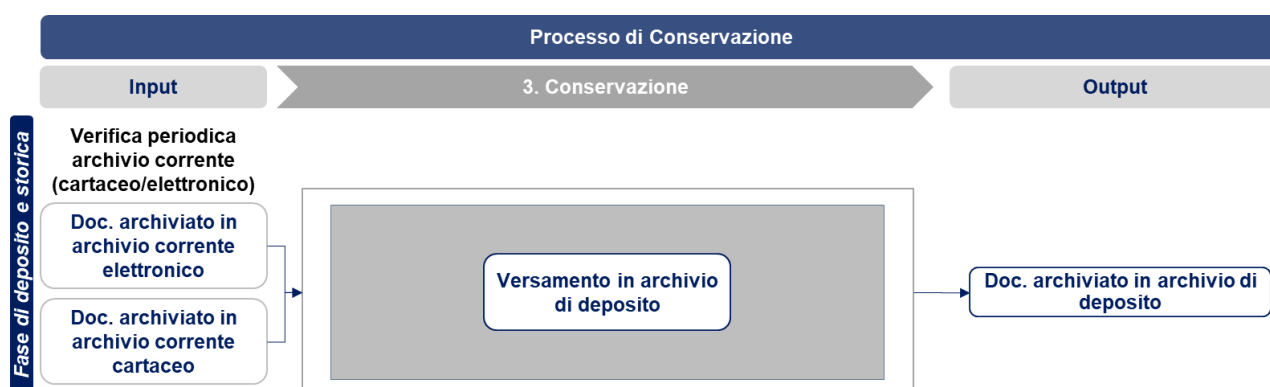 Processo di Conservazione
Input
3. Conservazione
Output
Fase di deposito e storica
Verifica periodica
archivio corrente
(cartaceo/elettronico)
Doc. archiviato in
archivio corrente
elettronico
Doc. archiviato in
archivio corrente
cartaceo
Versamento in archivio
di deposito
Doc. archiviato in archivio di
deposito